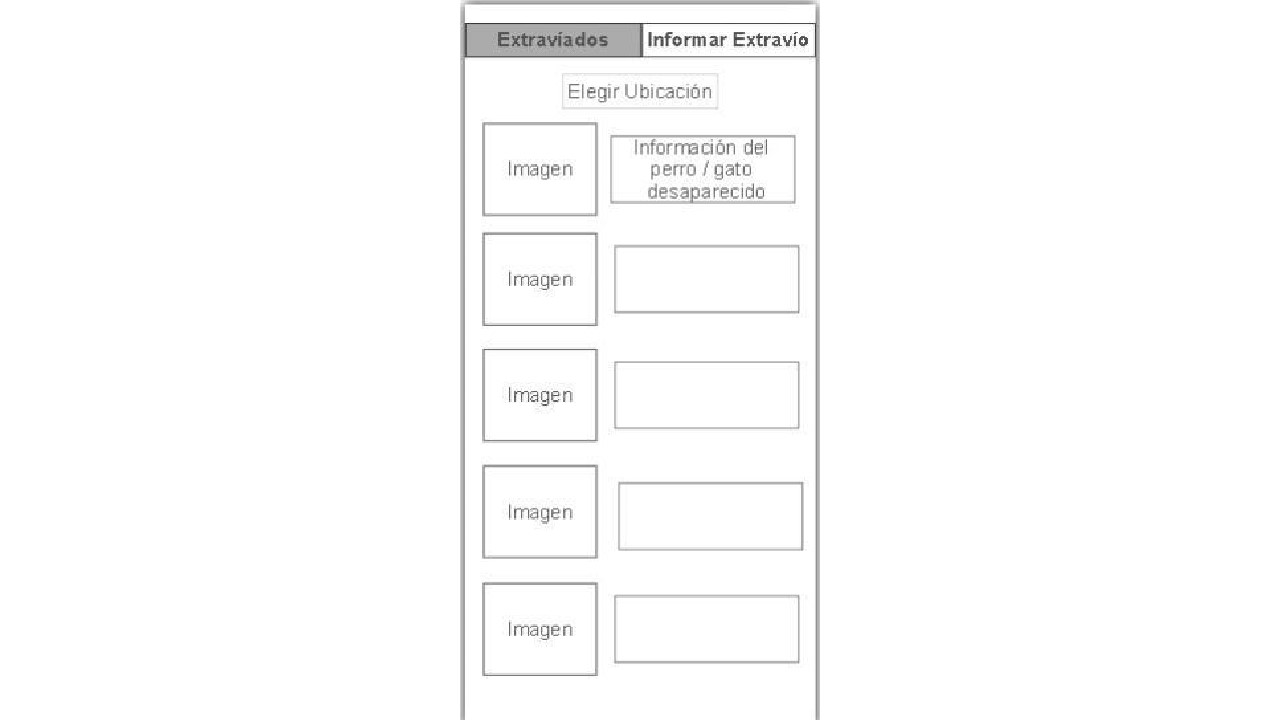 Extraviados
Informar Extravío
Elegir Ubicación
Imagen
Información del
perro / gato
desaparecido
Imagen
Imagen
Imagen
Imagen